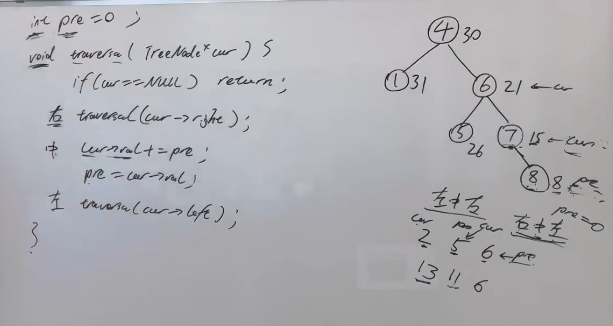 int pre = 0 ;
void traversal( TreeNode* cur ) {
if(cur==NULL) return;
右 traversal(cur->right);
中 cur->val += pre;
pre = cur->val;
左 traversal(cur->left);
}
4 30
1 31
6 21 ← cur
5 26
7 15 ← cur
8 8 pre
pre=0
左中右
右中左
cur pre cur
2 5 6 ← pre
13 11 6